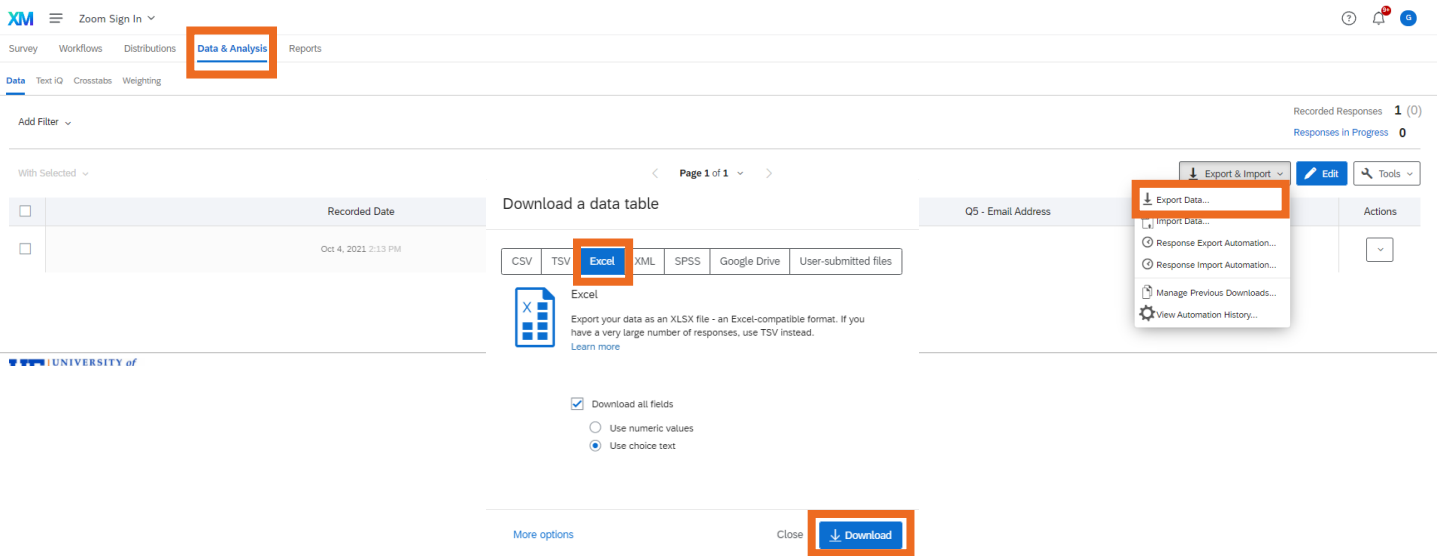 XM Zoom Sign In
9+
G
Survey Workflows Distributions Data & Analysis Reports
Data Text iQ Crosstabs Weighting
Add Filter
Recorded Responses 1 (0)
Responses in Progress 0
With Selected
Page 1 of 1
Export & Import Edit Tools
Recorded Date
Q5 - Email Address
Actions
Oct 4, 2021 2:13 PM
Export Data...
Import Data...
Response Export Automation...
Response Import Automation...
Manage Previous Downloads...
View Automation History...
Download a data table
CSV TSV Excel XML SPSS Google Drive User-submitted files
X
Excel
Export your data as an XLSX file - an Excel-compatible format. If you
have a very large number of responses, use TSV instead.
Learn more
UNIVERSITY of
Download all fields
Use numeric values
Use choice text
More options Close Download